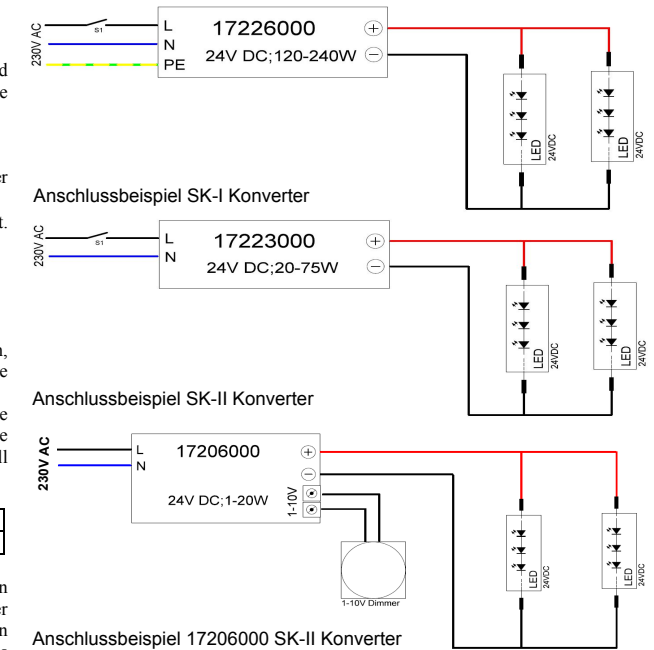 230V AC
S1
L
N
PE
17226000
24V DC;120-240W
+
−
LED
24VDC
LED
24VDC
Anschlussbeispiel SK-I Konverter
230V AC
S1
L
N
17223000
24V DC;20-75W
+
−
LED
24VDC
LED
24VDC
Anschlussbeispiel SK-II Konverter
230V AC
L
N
17206000
24V DC;1-20W
+
−
1-10V
1-10V Dimmer
LED
24VDC
LED
24VDC
Anschlussbeispiel 17206000 SK-II Konverter